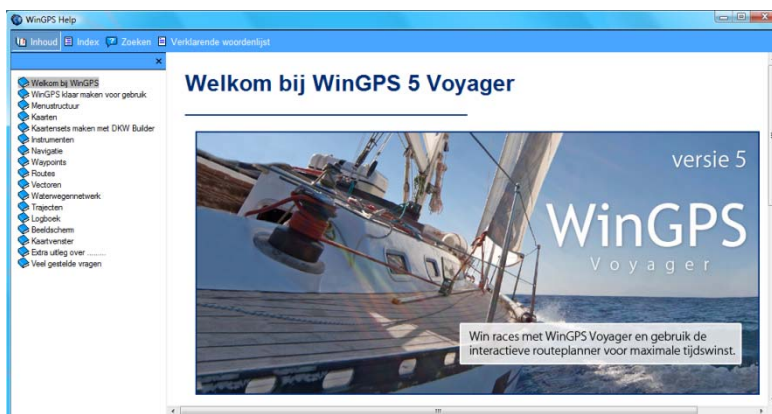 WinGPS Help
Inhoud Index Zoeken Verklarende woordenlijst
Welkom bij WinGPS
WinGPS klaar maken voor gebruik
Menustructuur
Kaarten
Kaartensets maken met DKW Builder
Instrumenten
Navigatie
Waypoints
Routes
Vectoren
Waterwegennetwerk
Trajecten
Logboek
Beeldscherm
Kaartvenster
Extra uitleg over .........
Veel gestelde vragen
Welkom bij WinGPS 5 Voyager
versie 5
WinGPS
Voyager
Win races met WinGPS Voyager en gebruik de
interactieve routeplanner voor maximale tijdswinst.